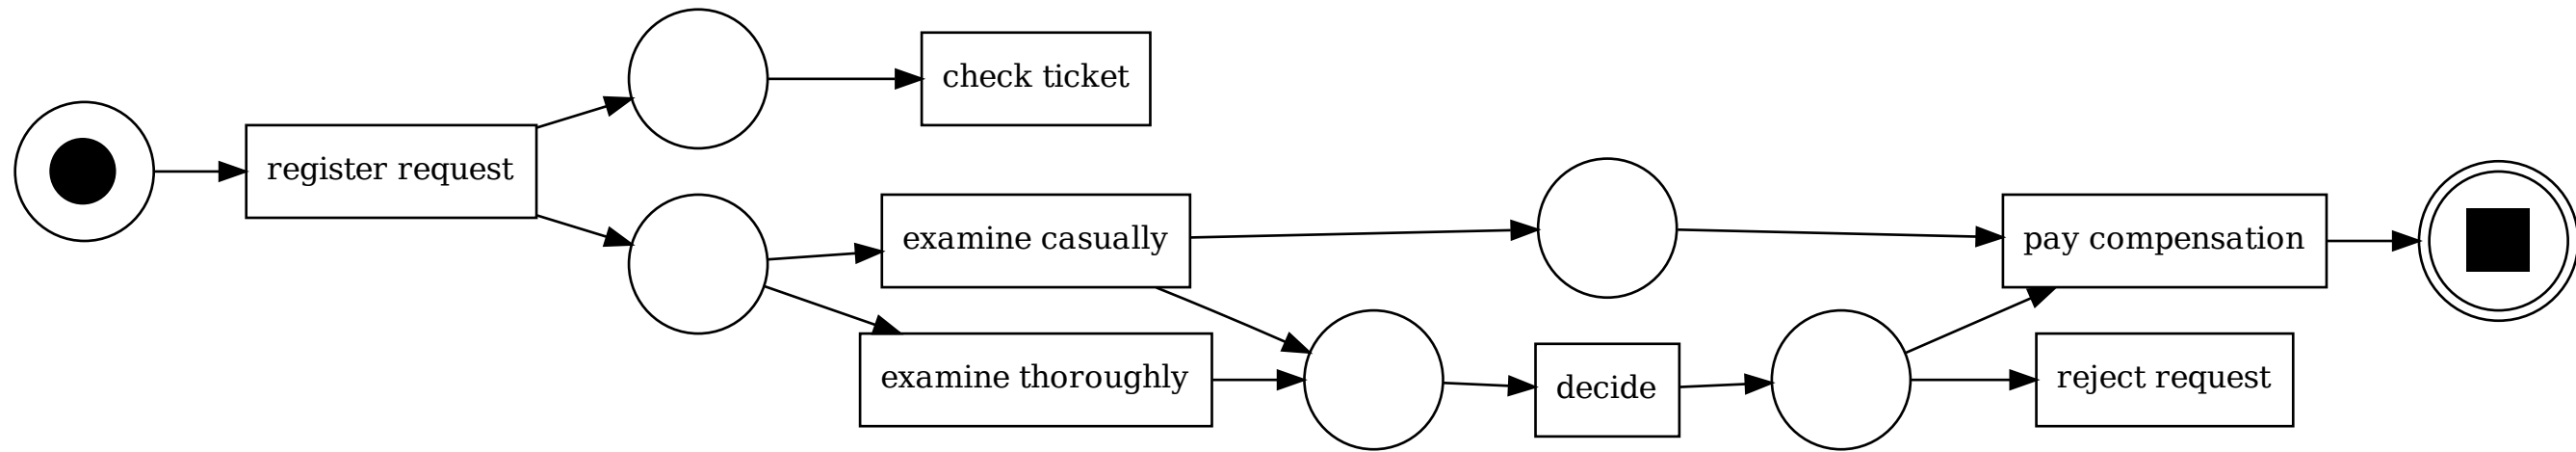 check ticket
register request
examine casually
pay compensation
examine thoroughly
decide
reject request